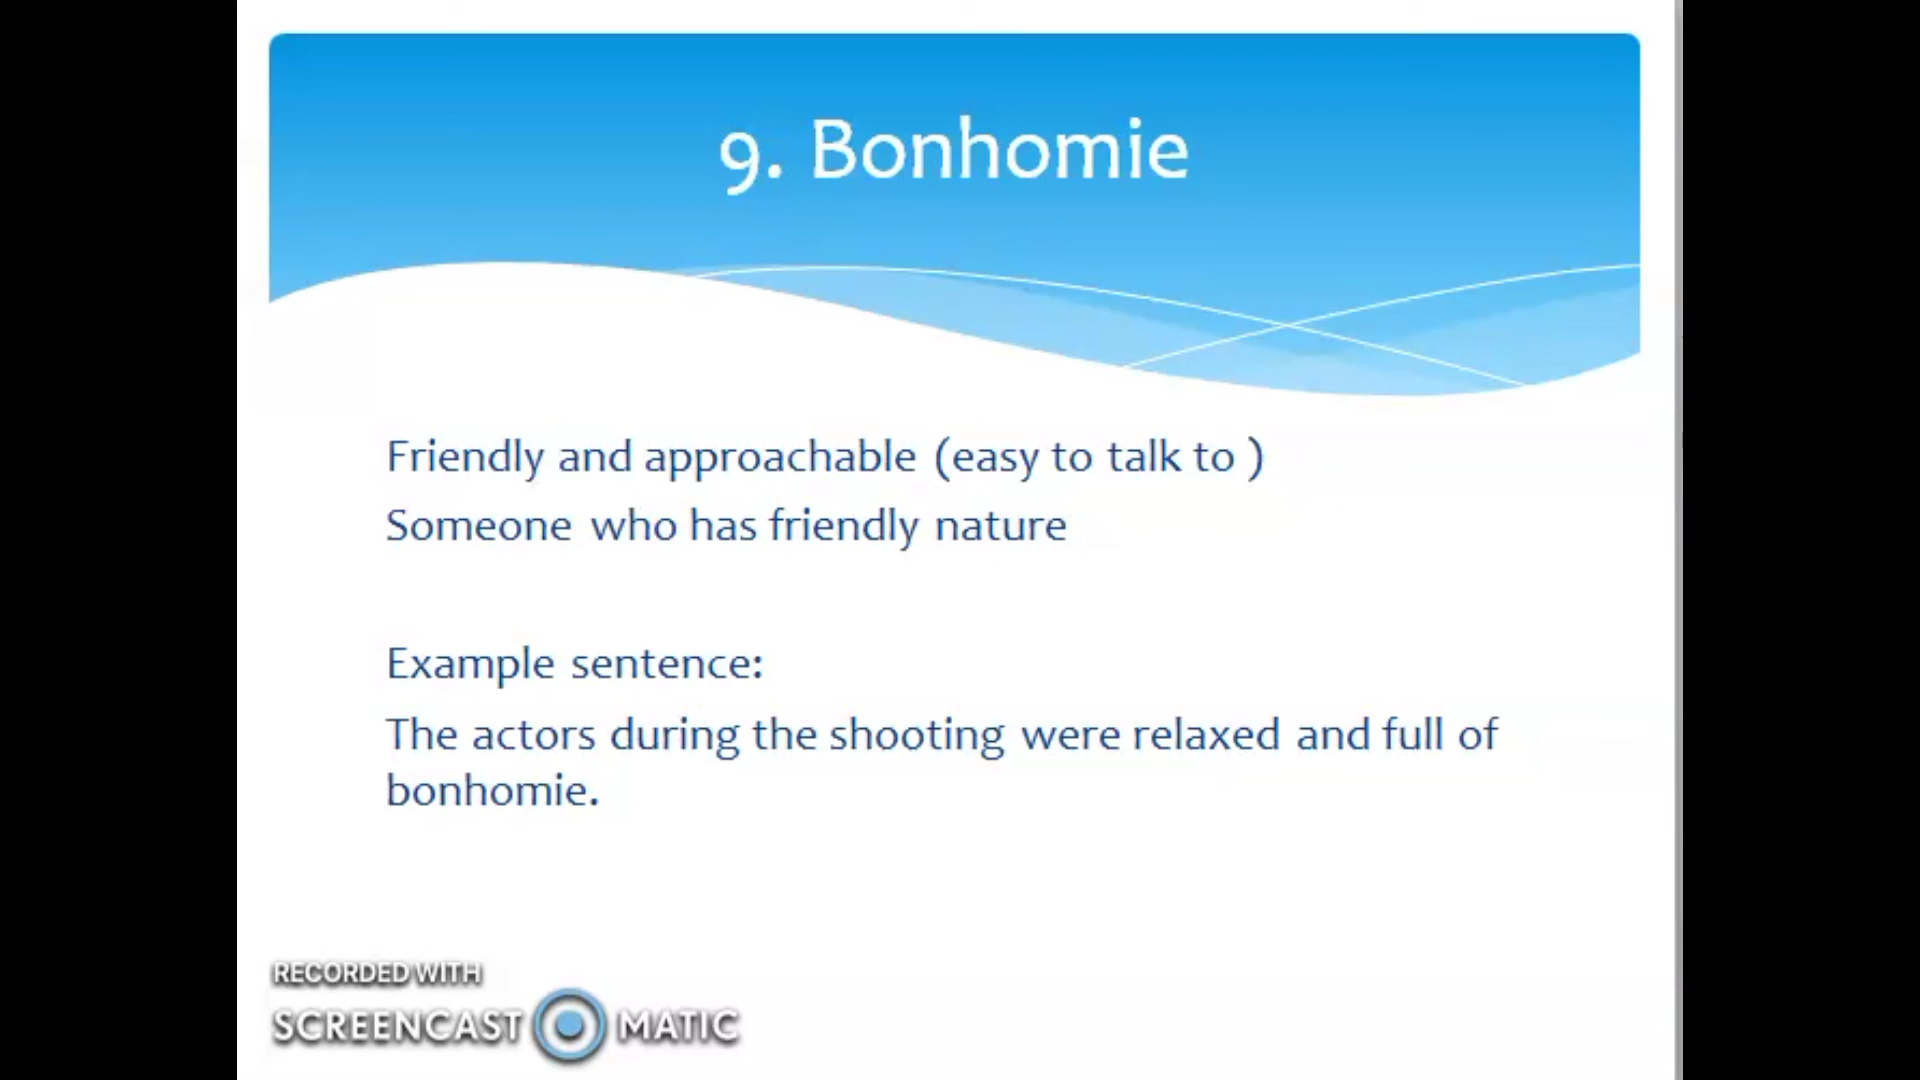 9. Bonhomie
Friendly and approachable (easy to talk to )
Someone who has friendly nature
Example sentence:
The actors during the shooting were relaxed and full of
bonhomie.
RECORDED WITH
SCREENCAST MATIC